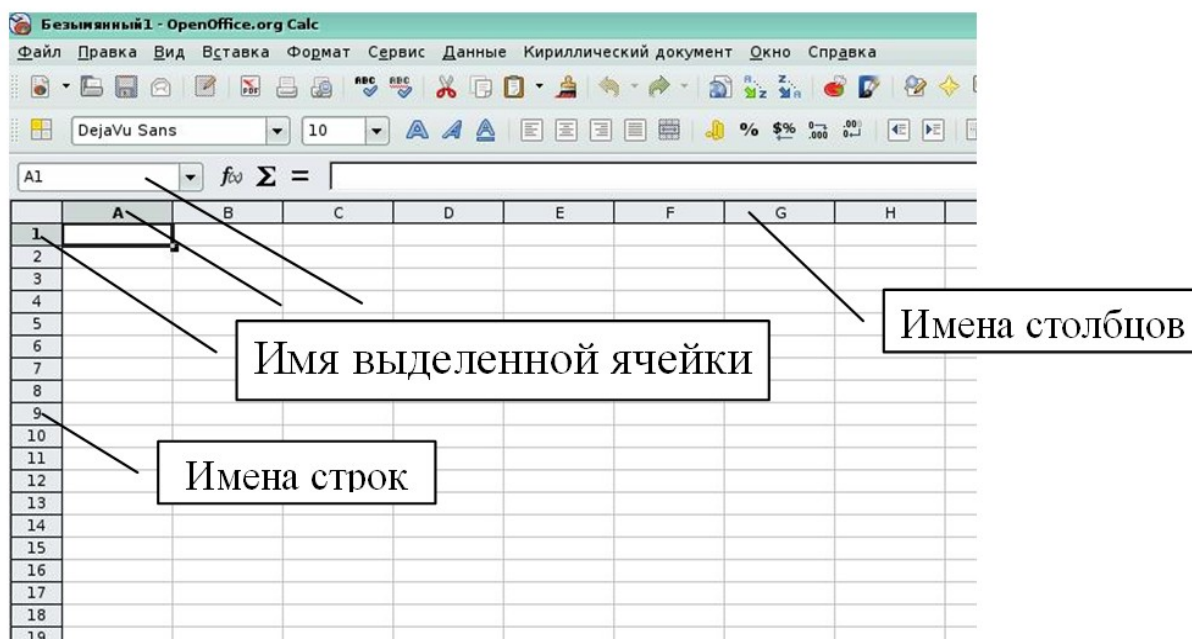 Безымянный1 - OpenOffice.org Calc
Файл Правка Вид Вставка Формат Сервис Данные Кириллический документ Окно Справка
DejaVu Sans 10
A1
A B C D E F G H
1
2
3
4
5
6
7
8
9
10
11
12
13
14
15
16
17
18
19
Имена столбцов
Имя выделенной ячейки
Имена строк